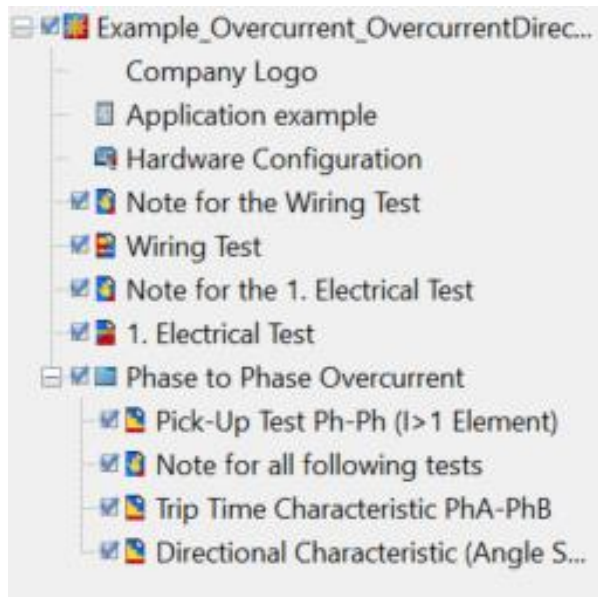 Example_Overcurrent_OvercurrentDirec...
Company Logo
Application example
Hardware Configuration
Note for the Wiring Test
Wiring Test
Note for the 1. Electrical Test
1. Electrical Test
Phase to Phase Overcurrent
Pick-Up Test Ph-Ph (I>1 Element)
Note for all following tests
Trip Time Characteristic PhA-PhB
Directional Characteristic (Angle S...